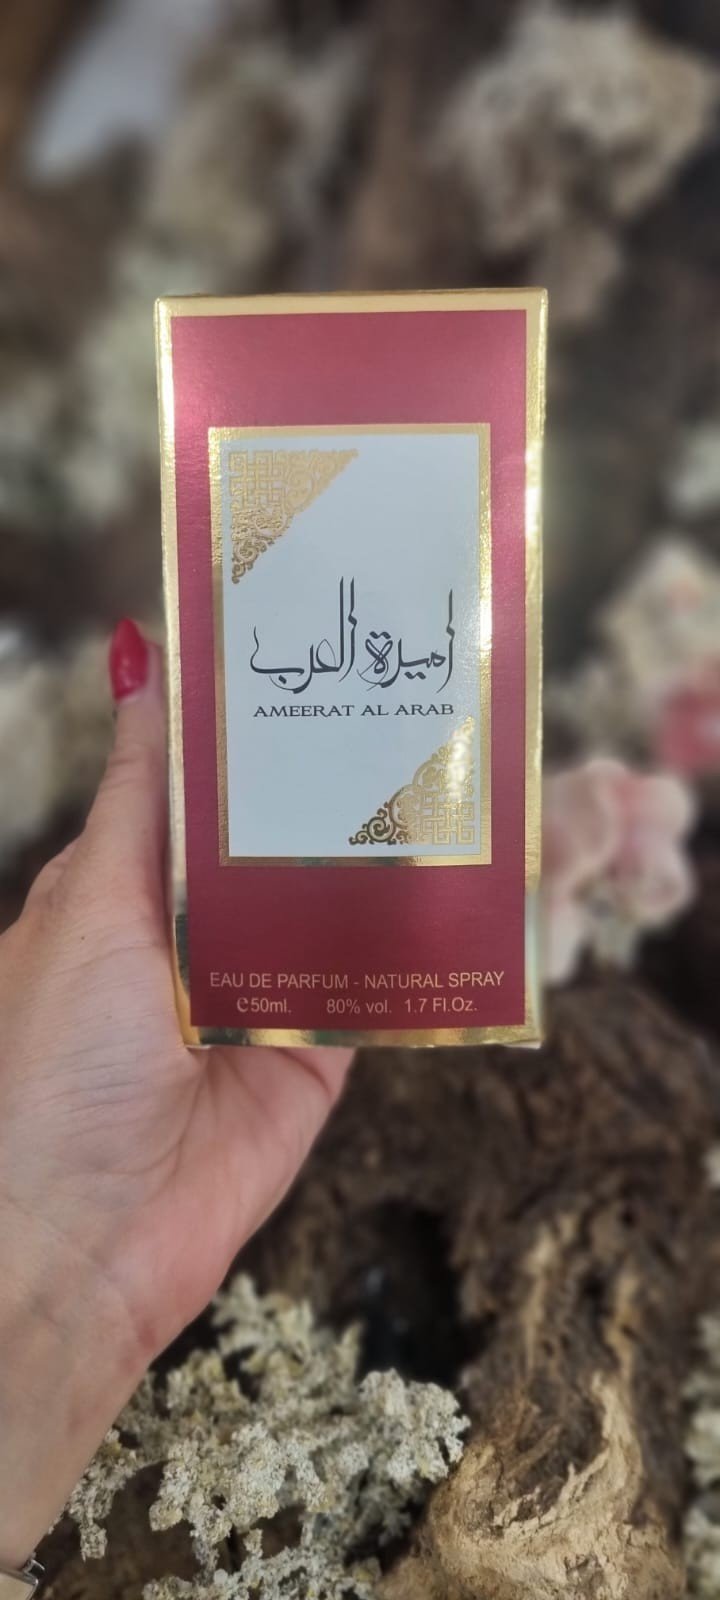 اميرة العرب
AMEERAT AL ARAB
EAU DE PARFUM - NATURAL SPRAY
℮50ml. 80% vol. 1.7 Fl.Oz.